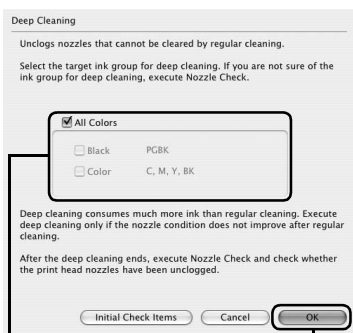 Deep Cleaning
Unclogs nozzles that cannot be cleared by regular cleaning.
Select the target ink group for deep cleaning. If you are not sure of the
ink group for deep cleaning, execute Nozzle Check.
All Colors
Black PGBK
Color C, M, Y, BK
Deep cleaning consumes much more ink than regular cleaning. Execute
deep cleaning only if the nozzle condition does not improve after regular
cleaning.
After the deep cleaning ends, execute Nozzle Check and check whether
the print head nozzles have been unclogged.
Initial Check Items Cancel OK